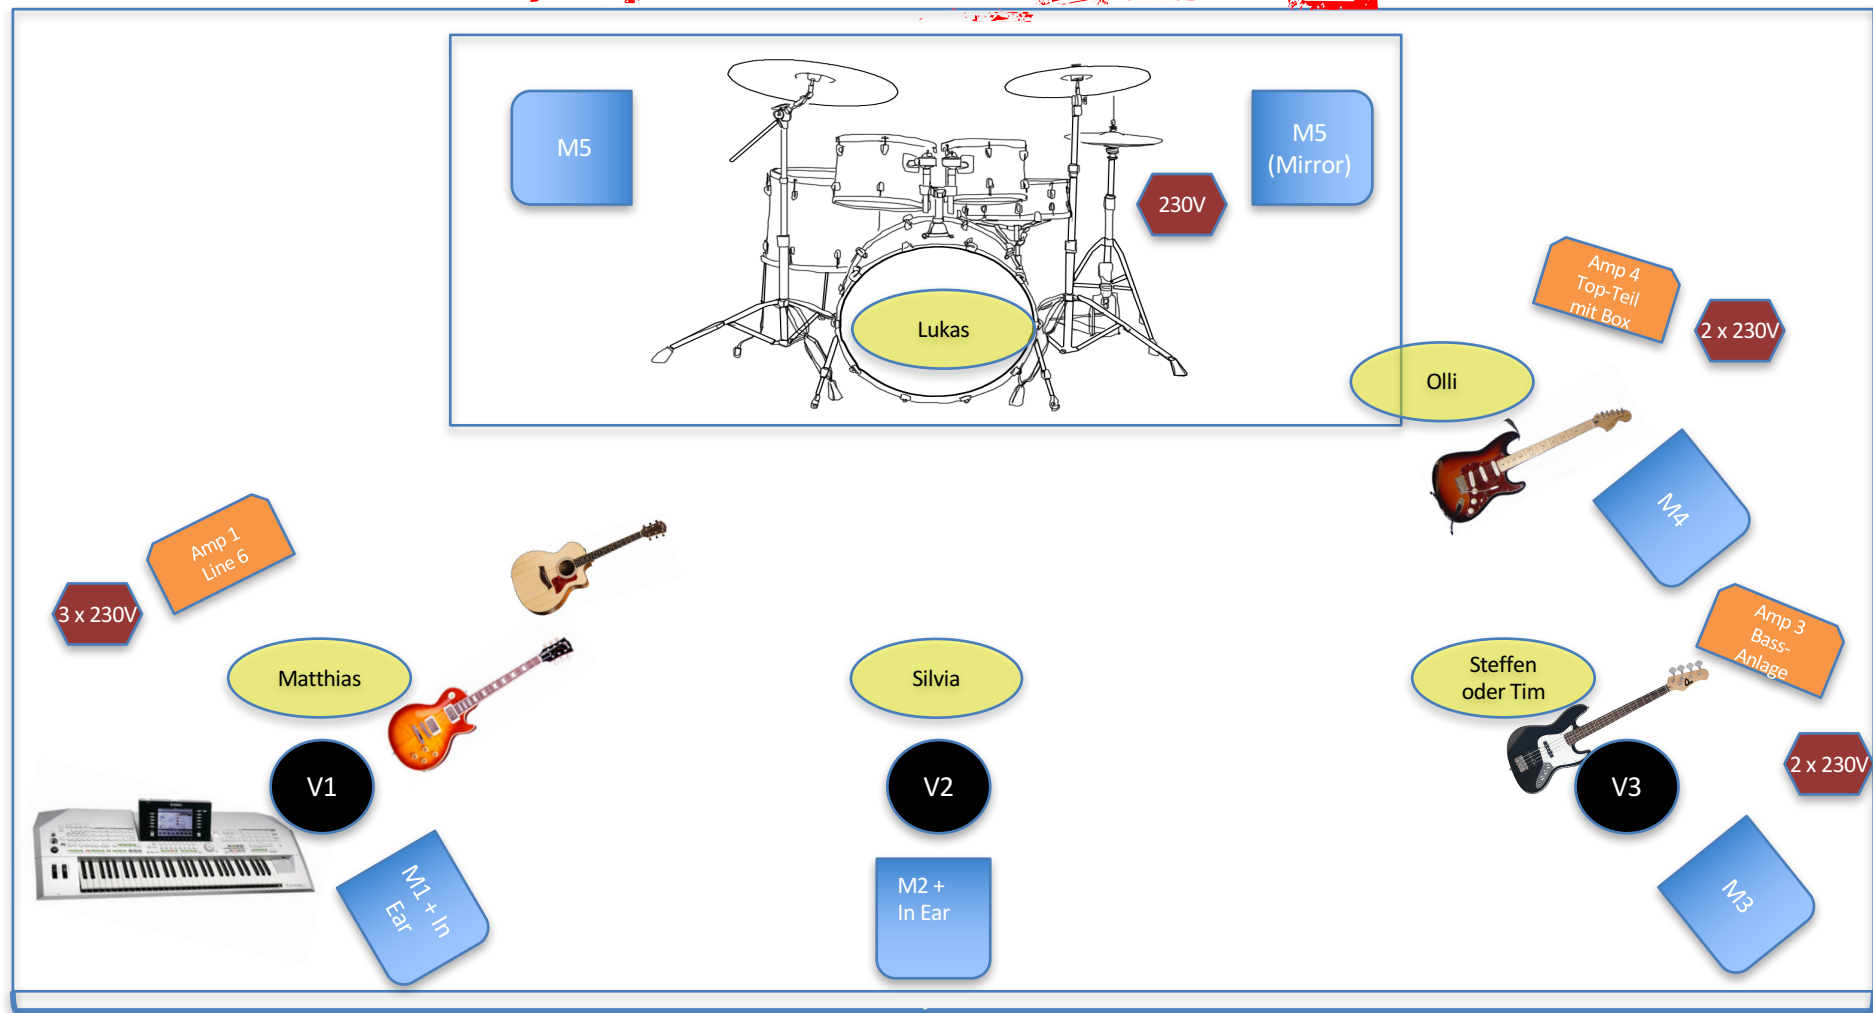 M5
M5
(Mirror)
230V
Amp 4
Top-Teil
mit Box
2 x 230V
Lukas
Olli
M4
Amp 1
Line 6
3 x 230V
Amp 3
Bass-
Anlage
Matthias
Silvia
Steffen
oder Tim
2 x 230V
V1
V2
V3
M1 + In
Ear
M2 +
In Ear
M3